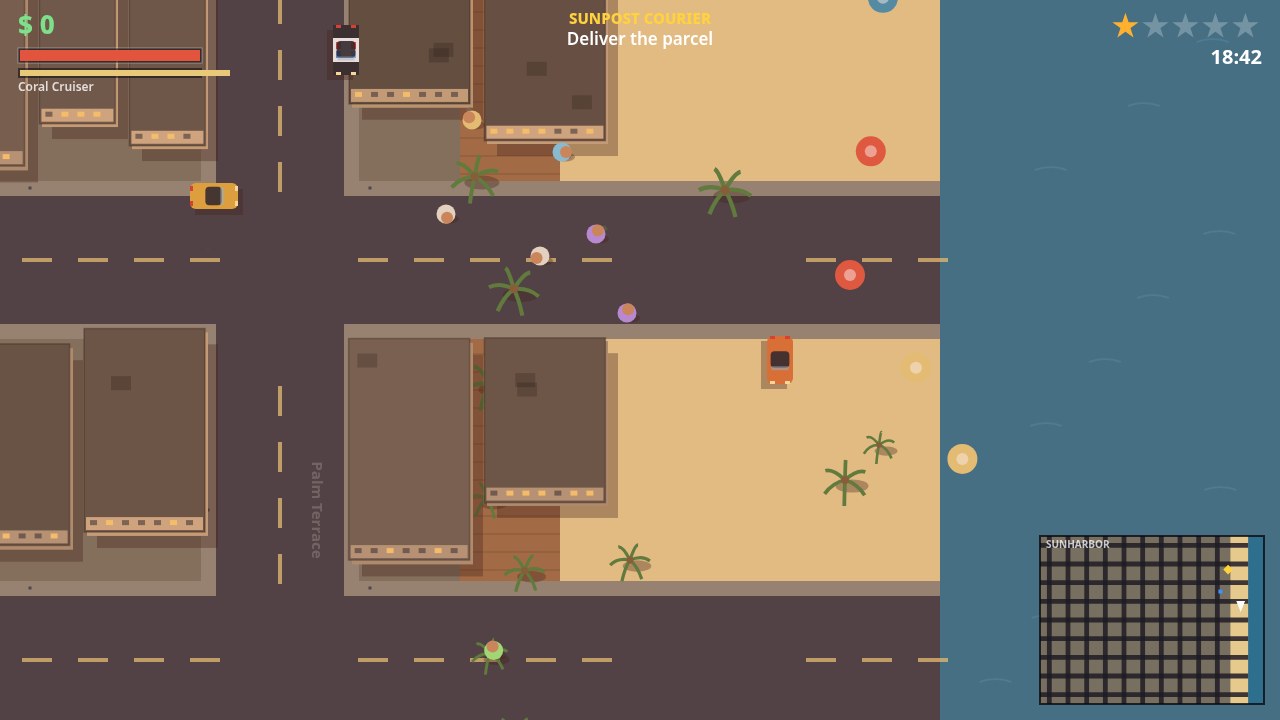 $ 0
Coral Cruiser
SUNPOST COURIER
Deliver the parcel
18:42
Palm Terrace
SUNHARBOR